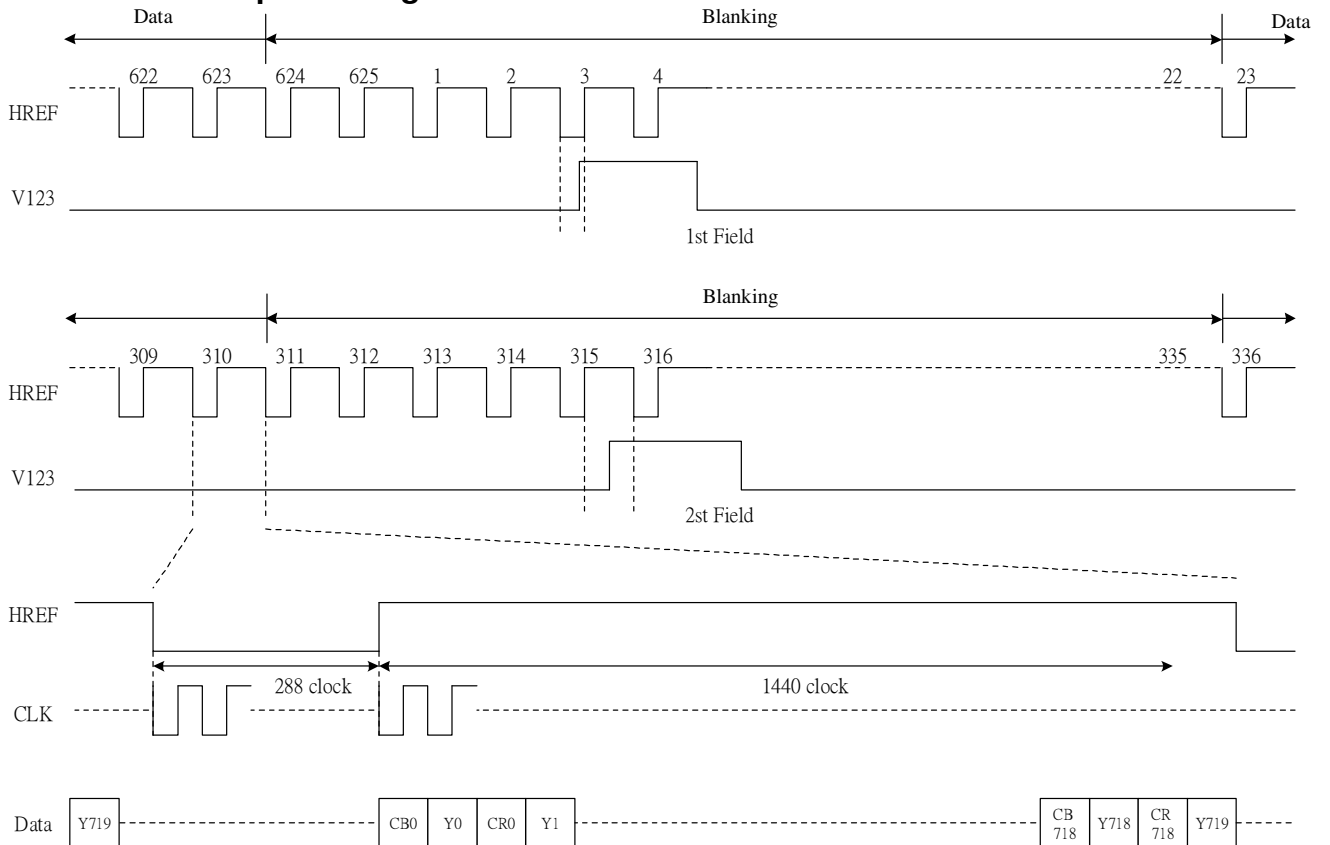 Data Blanking Data
622 623 624 625 1 2 3 4 22 23
HREF
V123
1st Field
Blanking
309 310 311 312 313 314 315 316 335 336
HREF
V123
2st Field
HREF
288 clock 1440 clock
CLK
Data Y719 CB0 Y0 CR0 Y1 CB 718 Y718 CR 718 Y719